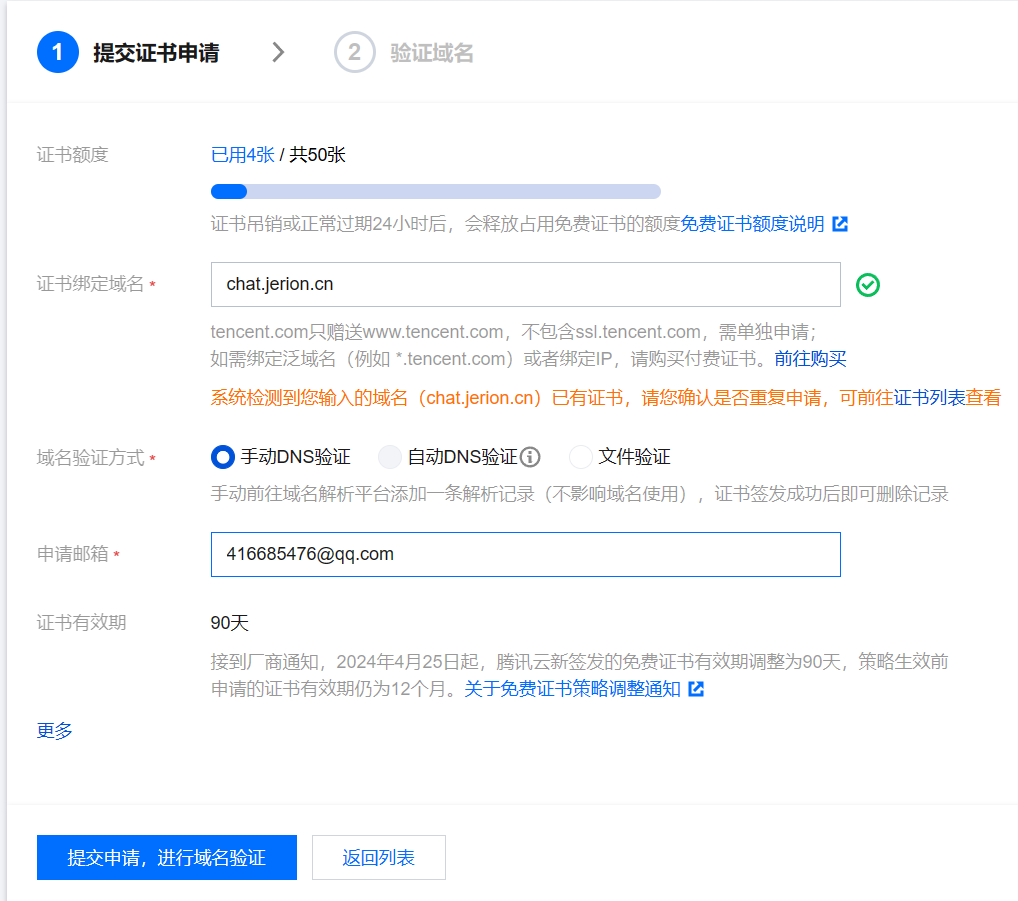 1 提交证书申请 2 验证域名
证书额度 已用4张 / 共50张
证书吊销或正常过期24小时后，会释放占用免费证书的额度免费证书额度说明
证书绑定域名 * chat.jerion.cn
tencent.com只赠送www.tencent.com，不包含ssl.tencent.com，需单独申请；
如需绑定泛域名（例如 *.tencent.com）或者绑定IP，请购买付费证书。前往购买
系统检测到您输入的域名（chat.jerion.cn）已有证书，请您确认是否重复申请，可前往证书列表查看
域名验证方式 * 手动DNS验证 自动DNS验证 文件验证
手动前往域名解析平台添加一条解析记录（不影响域名使用），证书签发成功后即可删除记录
申请邮箱 * 416685476@qq.com
证书有效期 90天
接到厂商通知，2024年4月25日起，腾讯云新签发的免费证书有效期调整为90天，策略生效前
申请的证书有效期仍为12个月。关于免费证书策略调整通知
更多
提交申请，进行域名验证 返回列表